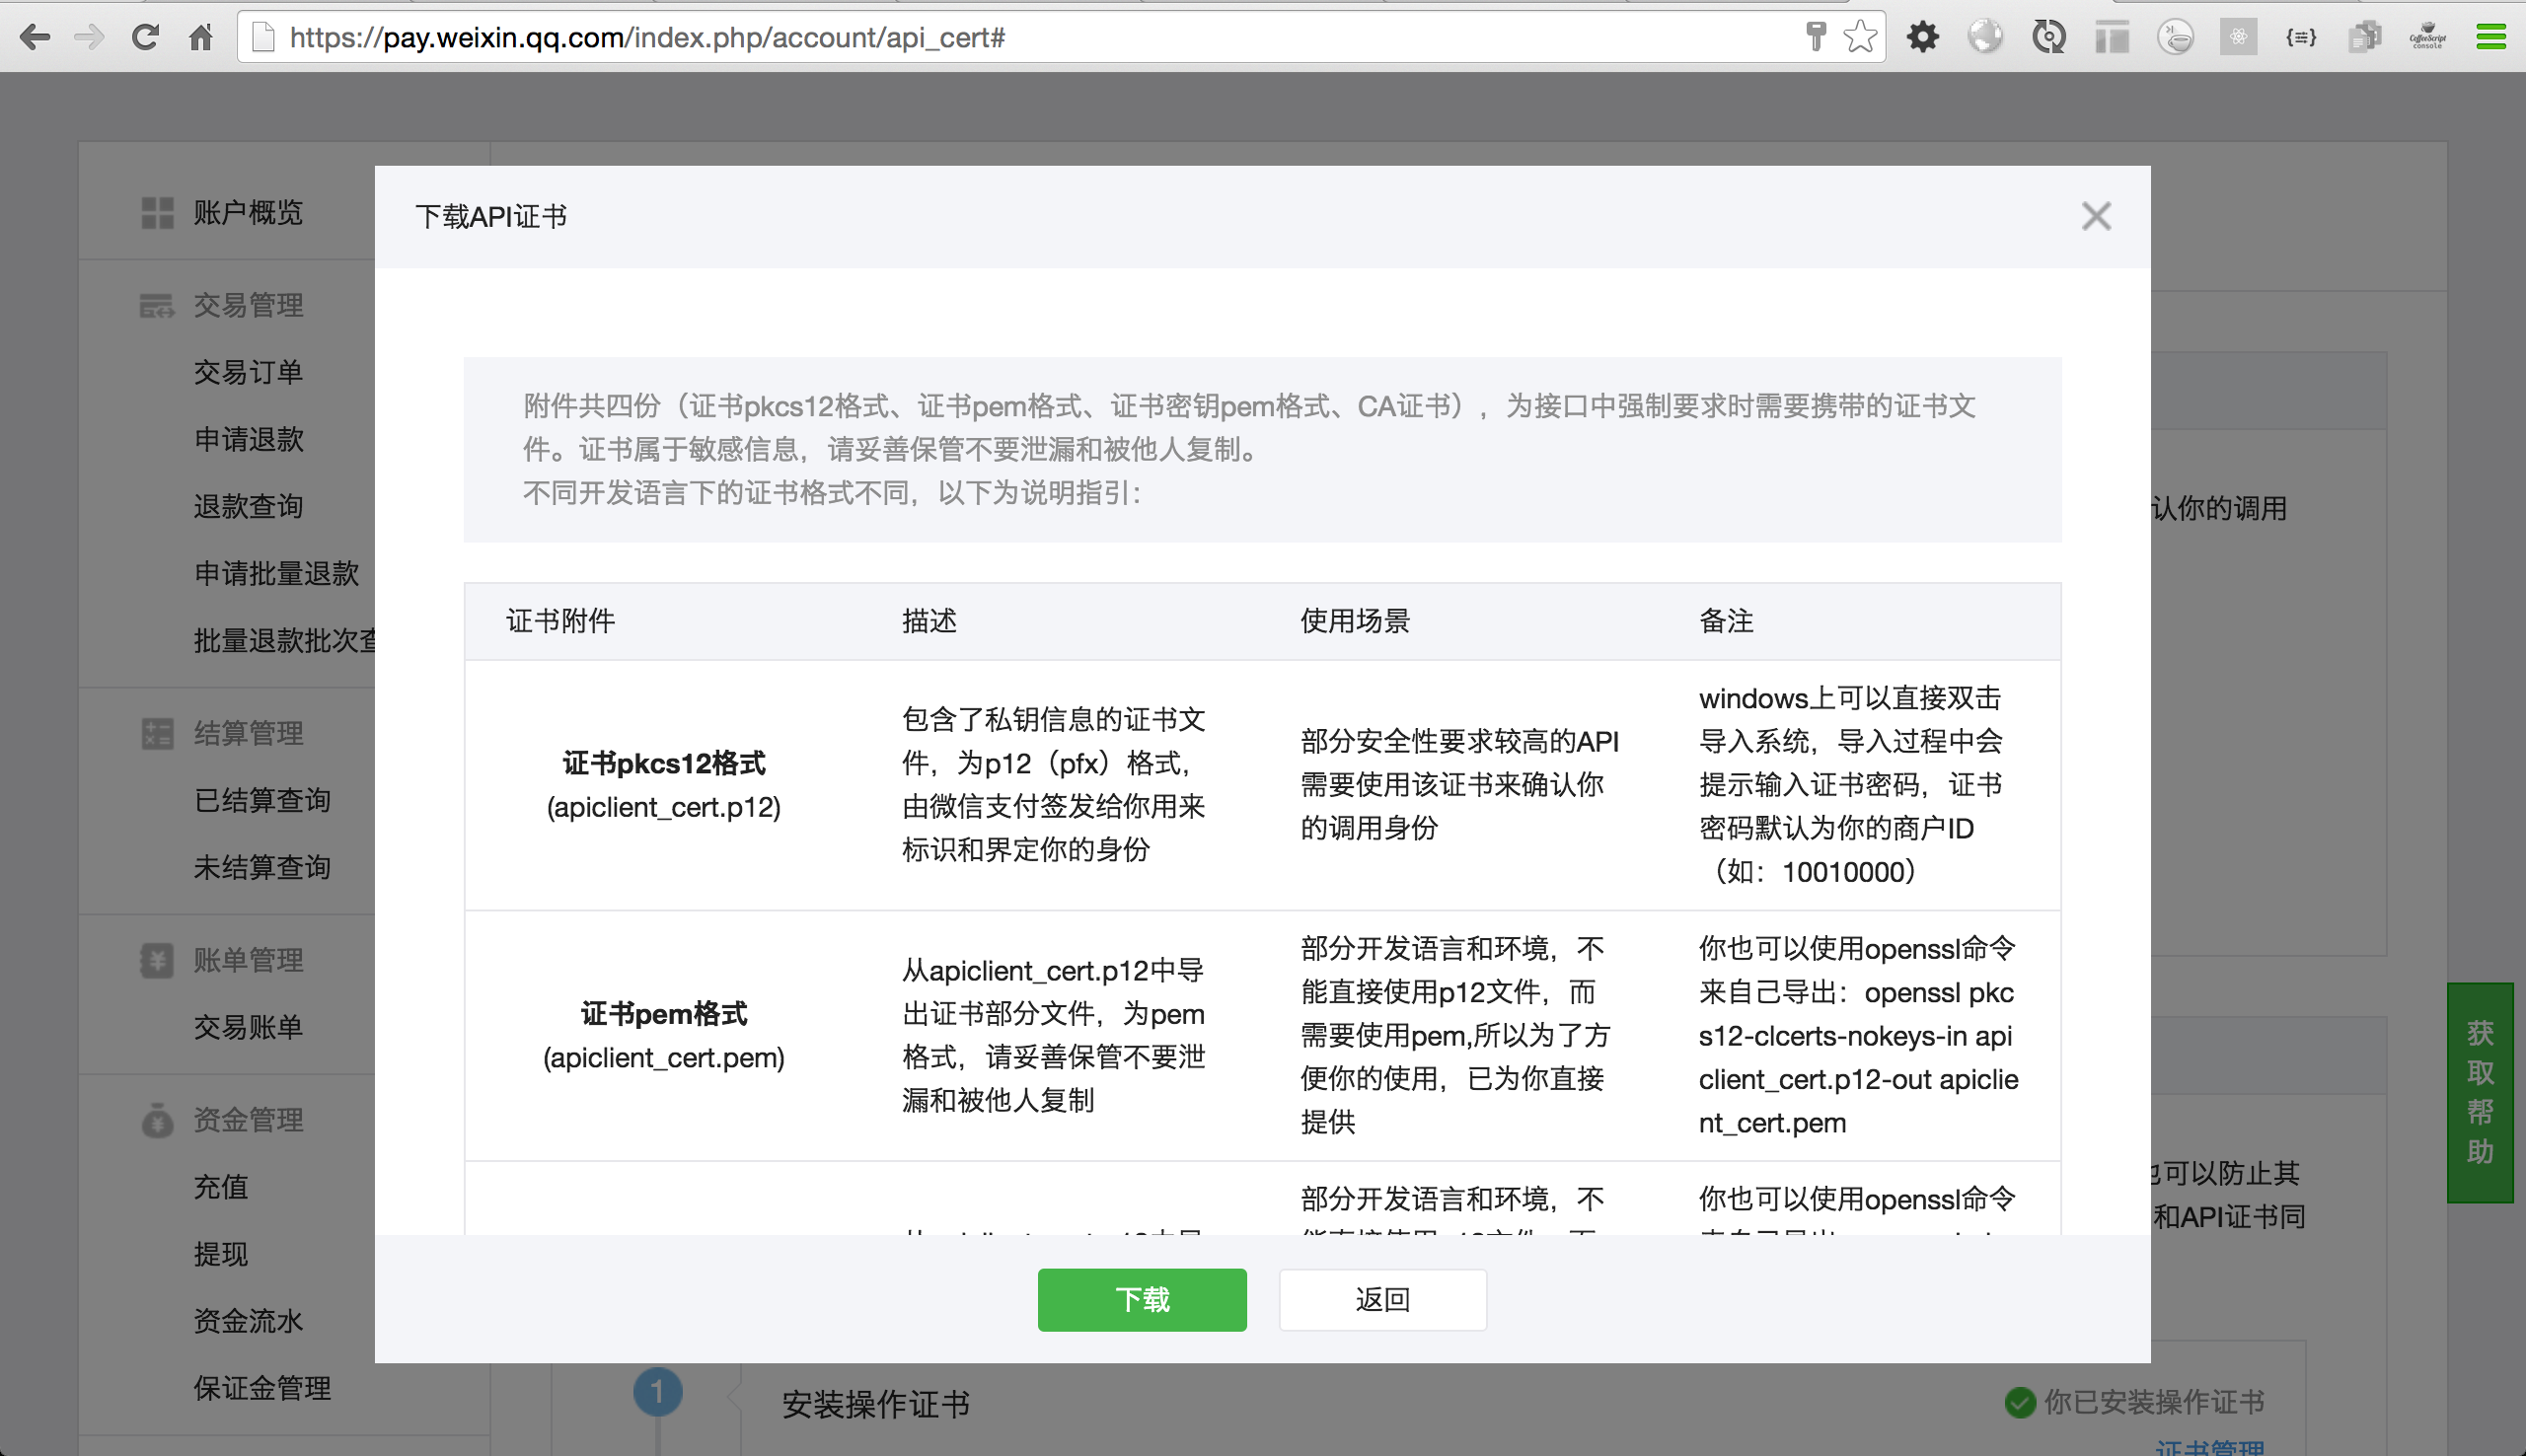 https://pay.weixin.qq.com/index.php/account/api_cert#
CoffeeScript
console
账户概览
交易管理
交易订单
申请退款
退款查询
申请批量退款
批量退款批次查
结算管理
已结算查询
未结算查询
账单管理
交易账单
资金管理
充值
提现
资金流水
保证金管理
下载API证书
附件共四份（证书pkcs12格式、证书pem格式、证书密钥pem格式、CA证书），为接口中强制要求时需要携带的证书文
件。证书属于敏感信息，请妥善保管不要泄漏和被他人复制。
不同开发语言下的证书格式不同，以下为说明指引：
证书附件
描述
使用场景
备注
证书pkcs12格式
(apiclient_cert.p12)
包含了私钥信息的证书文
件，为p12（pfx）格式，
由微信支付签发给你用来
标识和界定你的身份
部分安全性要求较高的API
需要使用该证书来确认你
的调用身份
windows上可以直接双击
导入系统，导入过程中会
提示输入证书密码，证书
密码默认为你的商户ID
（如：10010000）
证书pem格式
(apiclient_cert.pem)
从apiclient_cert.p12中导
出证书部分文件，为pem
格式，请妥善保管不要泄
漏和被他人复制
部分开发语言和环境，不
能直接使用p12文件，而
需要使用pem,所以为了方
便你的使用，已为你直接
提供
你也可以使用openssl命令
来自己导出：openssl pkc
s12-clcerts-nokeys-in api
client_cert.p12-out apiclie
nt_cert.pem
部分开发语言和环境，不
你也可以使用openssl命令
下载
返回
认你的调用
可以防止其
和API证书同
获
取
帮
助
1
安装操作证书
你已安装操作证书
证书管理